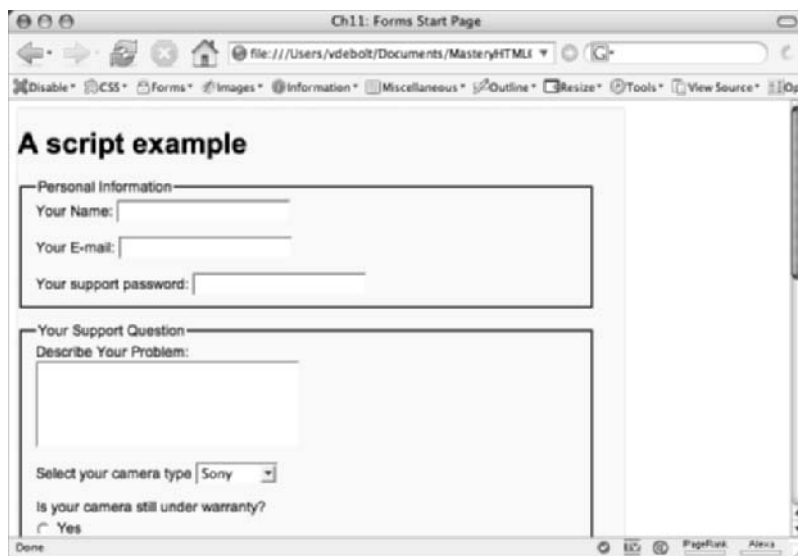 Ch11: Forms Start Page
file:///Users/vdebolt/Documents/MasteryHTML
G
Disable CSS Forms Images Information Miscellaneous Outline Resize Tools View Source Op
A script example
Personal Information
Your Name:
Your E-mail:
Your support password:
Your Support Question
Describe Your Problem:
Select your camera type Sony
Is your camera still under warranty?
Yes
Done PageRank Alexa